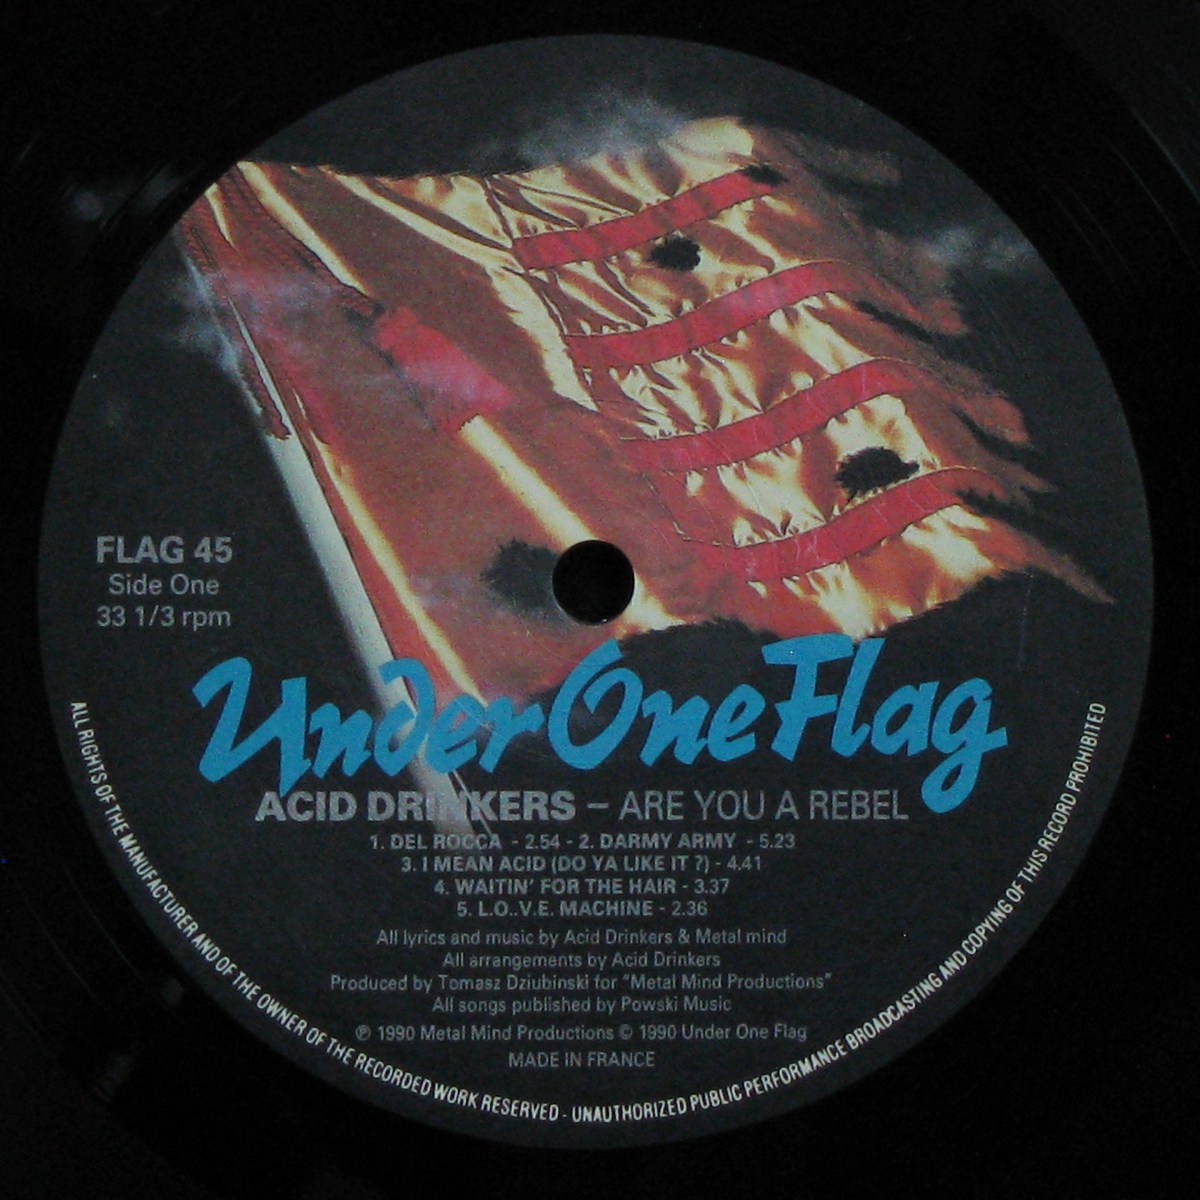 FLAG 45
Side One
33 1/3 rpm
Under One Flag
ACID DRINKERS – ARE YOU A REBEL
1. DEL ROCCA - 2.54 - 2. DARMY ARMY - 5.23
3. I MEAN ACID (DO YA LIKE IT ?) - 4.41
4. WAITIN' FOR THE HAIR - 3.37
5. L.O..V.E. MACHINE - 2.36
All lyrics and music by Acid Drinkers & Metal mind
All arrangements by Acid Drinkers
Produced by Tomasz Dziubinski for "Metal Mind Productions"
All songs published by Powski Music
℗ 1990 Metal Mind Productions © 1990 Under One Flag
MADE IN FRANCE
ALL RIGHTS OF THE MANUFACTURER AND OF THE OWNER OF THE RECORDED WORK RESERVED - UNAUTHORIZED PUBLIC PERFORMANCE BROADCASTING AND COPYING OF THIS RECORD PROHIBITED